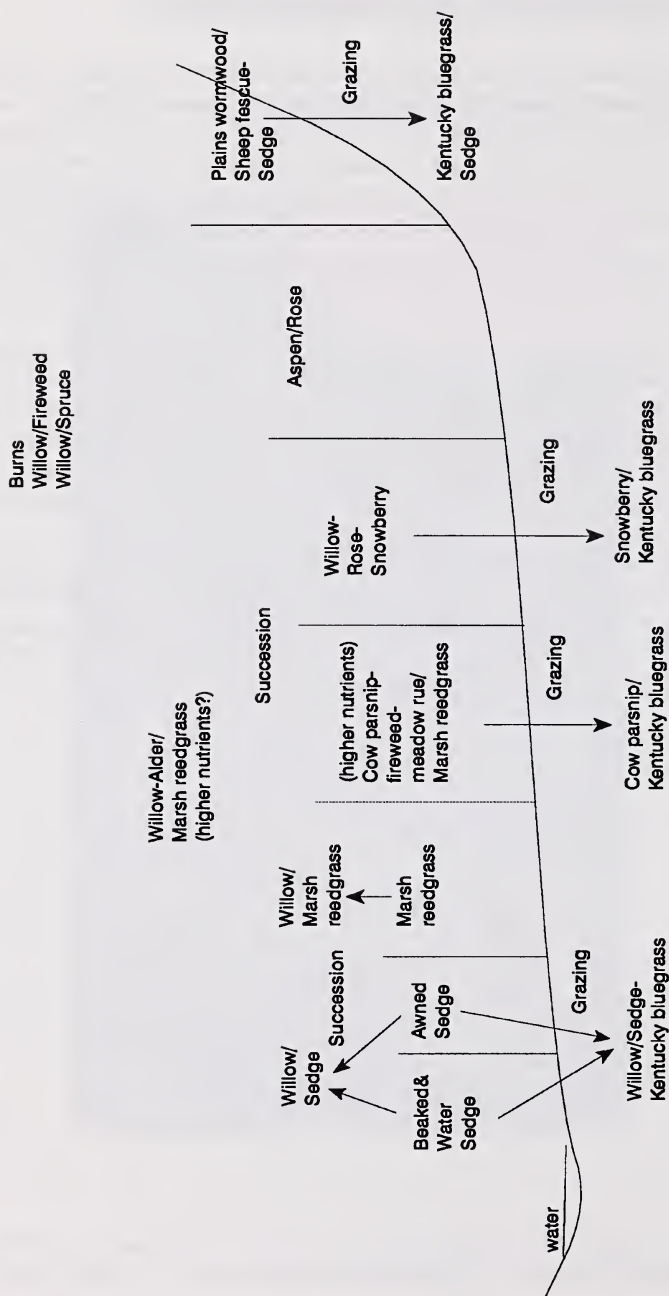 Burns
Willow/Fireweed
Willow/Spruce
Willow-Alder/
Marsh reedgrass
(higher nutrients?)
Succession
Plains wormwood/
Sheep fescue-
Sedge
Grazing
Kentucky bluegrass/
Sedge
Aspen/Rose
Willow-
Rose-
Snowberry
Grazing
Snowberry/
Kentucky bluegrass
(higher nutrients)
Cow parsnip-
fireweed-
meadow rue/
Marsh reedgrass
Grazing
Cow parsnip/
Kentucky bluegrass
Willow/
Marsh
reedgrass
Marsh
reedgrass
Succession
Willow/
Sedge
Awned
Sedge
Beaked&
Water
Sedge
Grazing
Willow/Sedge-
Kentucky bluegrass
water